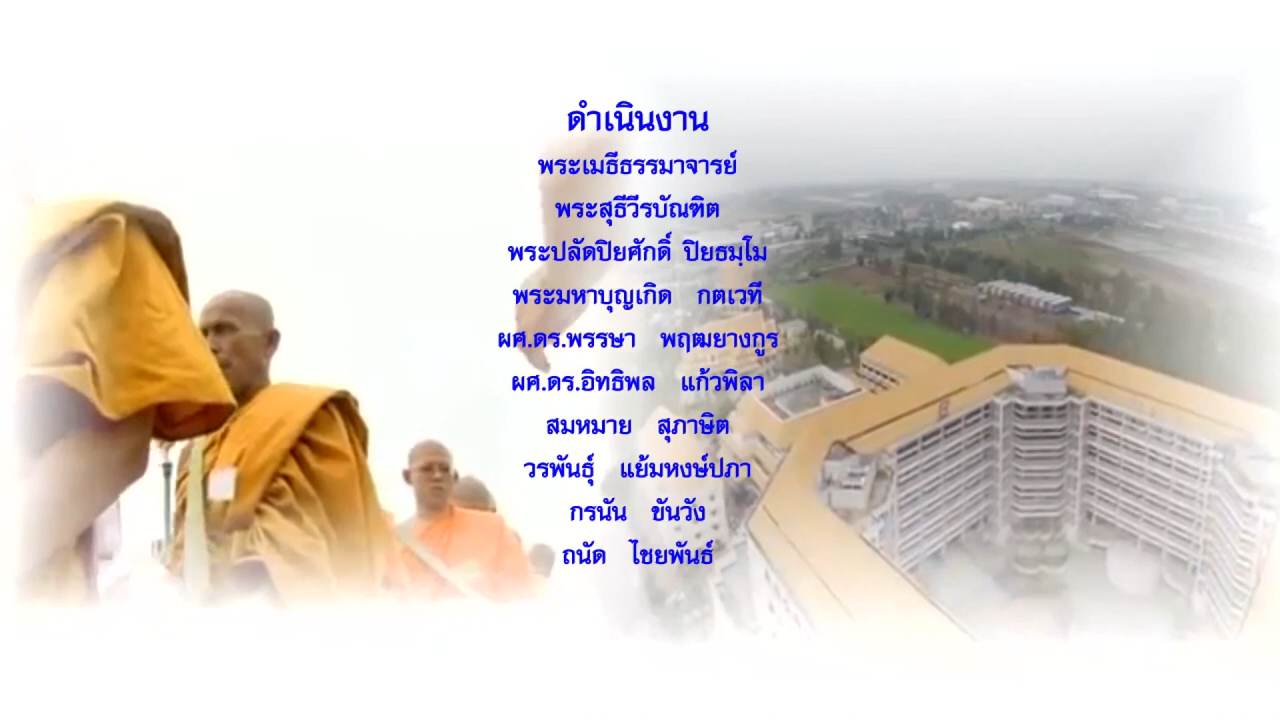 ดำเนินงาน
พระเมธีธรรมาจารย์
พระสุธีวีรบัณฑิต
พระปลัดปิยศักดิ์ ปิยธมฺโม
พระมหาบุญเกิด กตเวที
ผศ.ดร.พรรษา พฤฒยางกูร
ผศ.ดร.อิทธิพล แก้วพิลา
สมหมาย สุภาษิต
วรพันธุ์ แย้มหงษ์ปภา
กรนัน ขันวัง
ถนัด ไชยพันธ์